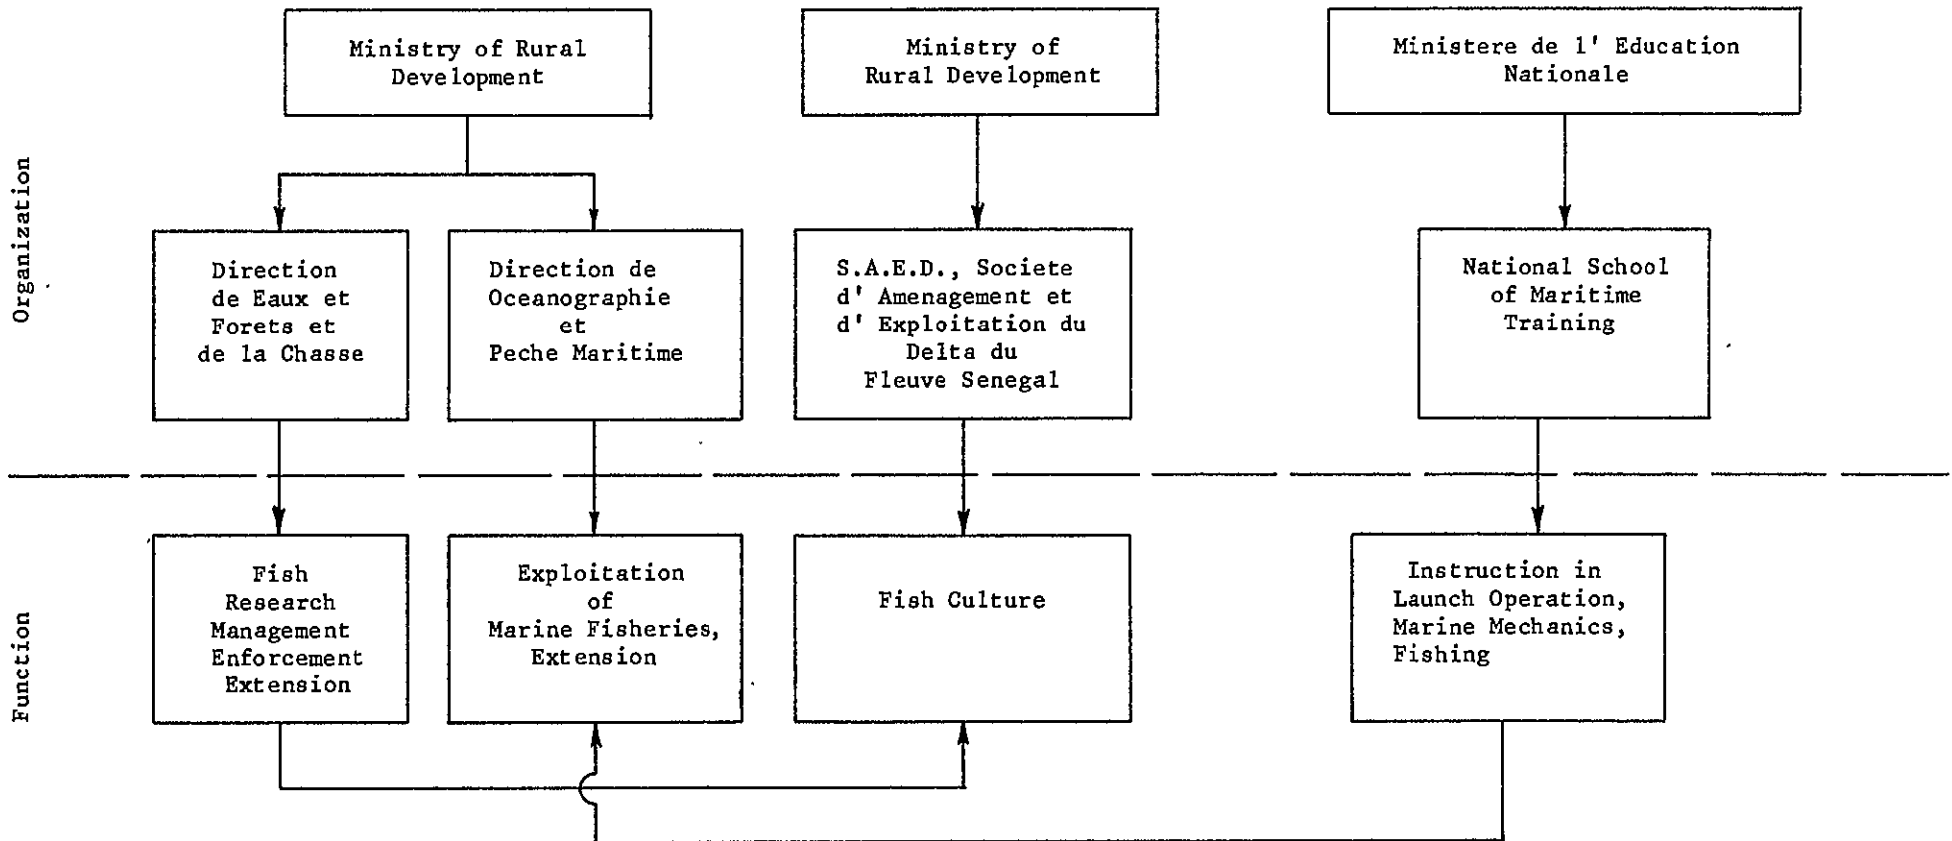 Ministry of Rural
Development
Ministry of
Rural Development
Ministere de l' Education
Nationale
Organization
Direction
de Eaux et
Forets et
de la Chasse
Direction de
Oceanographie
et
Peche Maritime
S.A.E.D., Societe
d' Amenagement et
d' Exploitation du
Delta du
Fleuve Senegal
National School
of Maritime
Training
Function
Fish
Research
Management
Enforcement
Extension
Exploitation
of
Marine Fisheries,
Extension
Fish Culture
Instruction in
Launch Operation,
Marine Mechanics,
Fishing